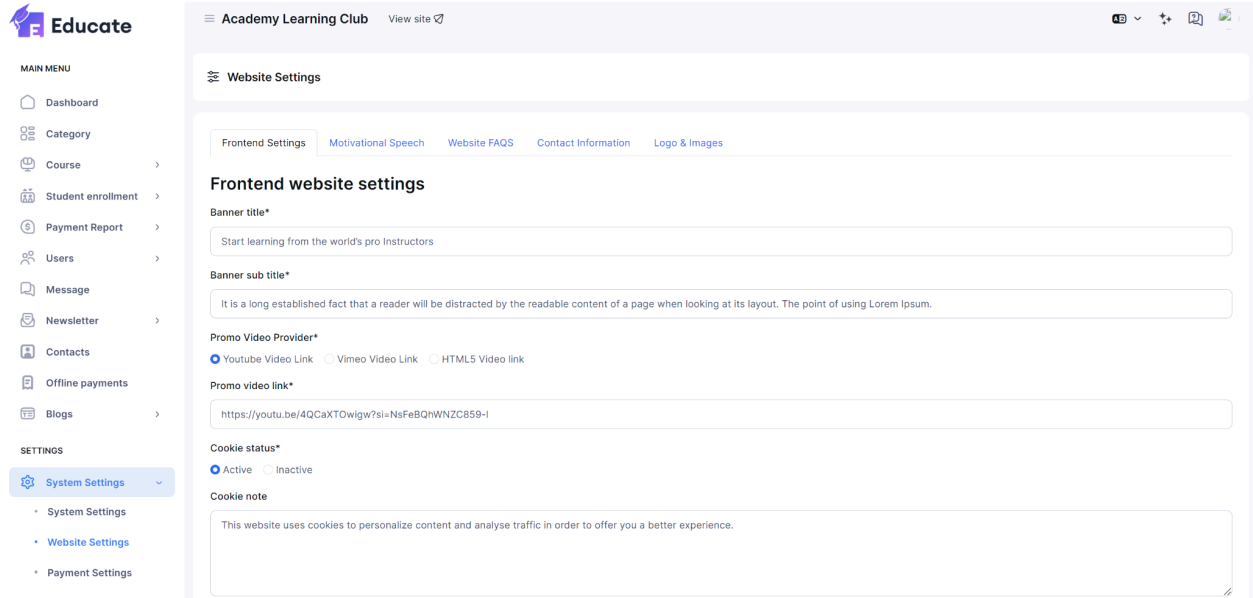 Educate
Academy Learning Club View site
MAIN MENU
Website Settings
Dashboard
Category
Course
Student enrollment
Payment Report
Users
Message
Newsletter
Contacts
Offline payments
Blogs
SETTINGS
System Settings
System Settings
Website Settings
Payment Settings
Frontend Settings Motivational Speech Website FAQS Contact Information Logo & Images
Frontend website settings
Banner title*
Start learning from the world's pro Instructors
Banner sub title*
It is a long established fact that a reader will be distracted by the readable content of a page when looking at its layout. The point of using Lorem Ipsum.
Promo Video Provider*
Youtube Video Link Vimeo Video Link HTML5 Video link
Promo video link*
https://youtu.be/4QCaXTOwigw?si=NsFeBQhWNZC859-I
Cookie status*
Active Inactive
Cookie note
This website uses cookies to personalize content and analyse traffic in order to offer you a better experience.